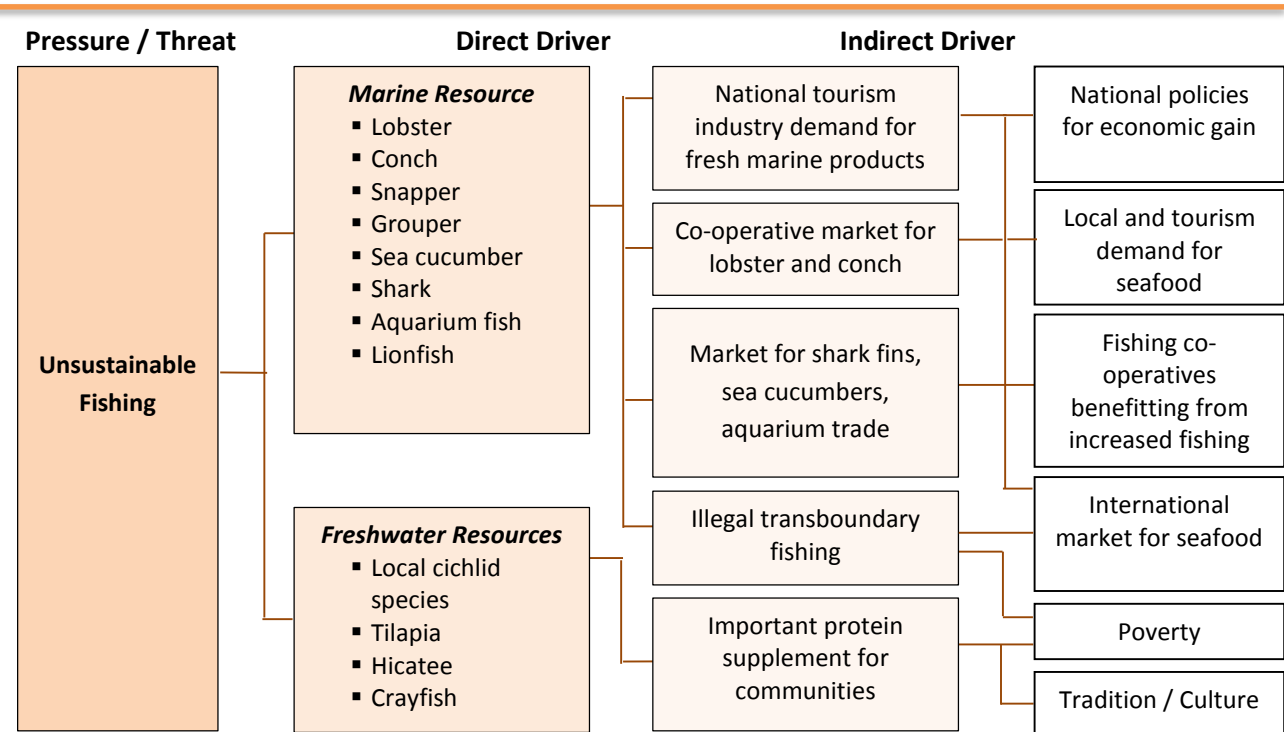 Pressure / Threat
Direct Driver
Indirect Driver
Unsustainable
Fishing
Marine Resource
▪ Lobster
▪ Conch
▪ Snapper
▪ Grouper
▪ Sea cucumber
▪ Shark
▪ Aquarium fish
▪ Lionfish
Freshwater Resources
▪ Local cichlid
species
▪ Tilapia
▪ Hicatee
▪ Crayfish
National tourism
industry demand for
fresh marine products
Co-operative market for
lobster and conch
Market for shark fins,
sea cucumbers,
aquarium trade
Illegal transboundary
fishing
Important protein
supplement for
communities
National policies
for economic gain
Local and tourism
demand for
seafood
Fishing co-
operatives
benefitting from
increased fishing
International
market for seafood
Poverty
Tradition / Culture